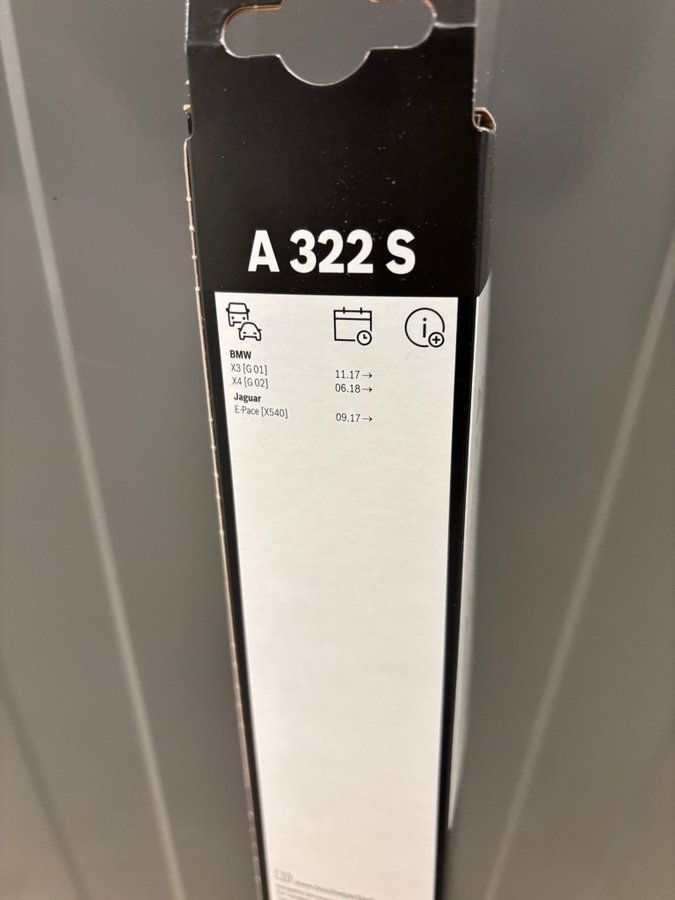 A 322 S
BMW
X3 [G 01] 11.17→
X4 [G 02] 06.18→
Jaguar
E-Pace [X540] 09.17→